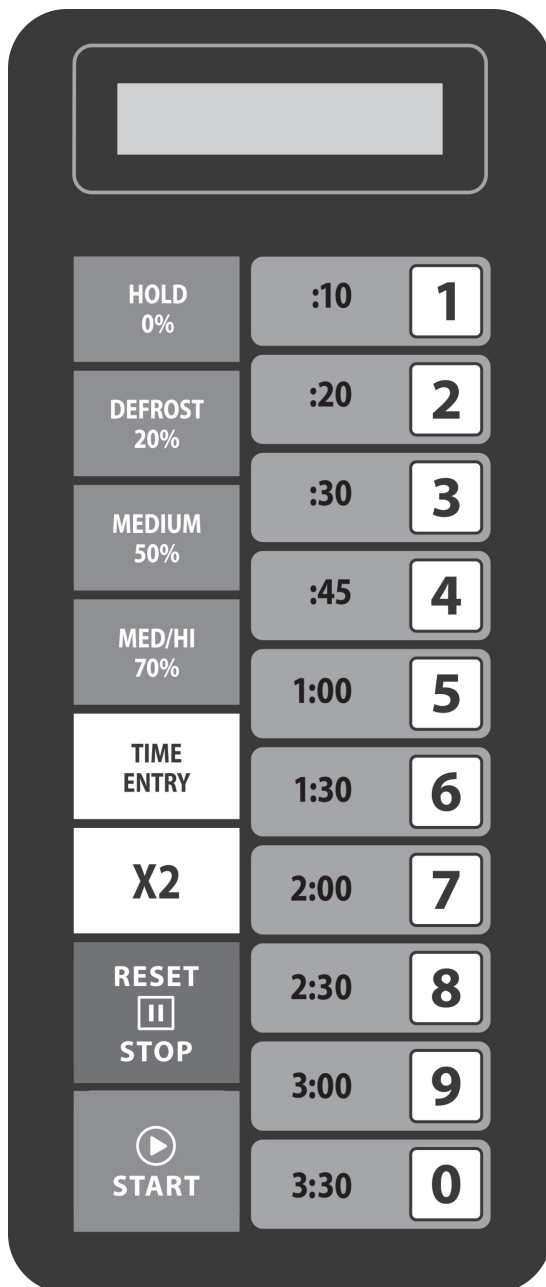 HOLD
0%
DEFROST
20%
MEDIUM
50%
MED/HI
70%
TIME
ENTRY
X2
RESET
STOP
START
:10 1
:20 2
:30 3
:45 4
1:00 5
1:30 6
2:00 7
2:30 8
3:00 9
3:30 0